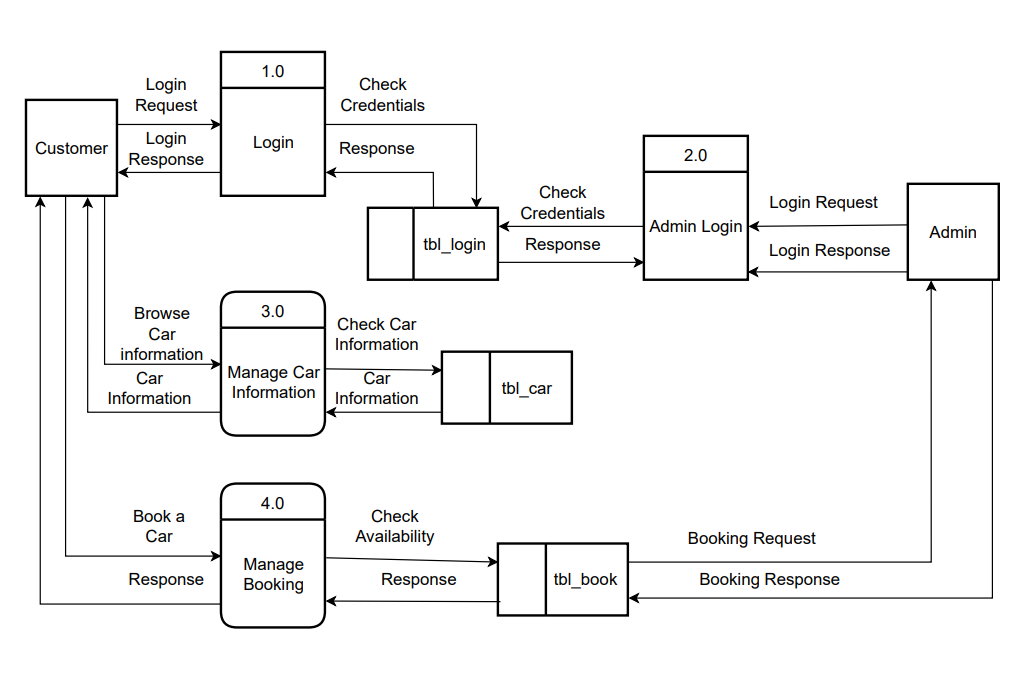 1.0
Login
Request
Check
Credentials
Customer
Login
Login
Response
Response
2.0
Check
Credentials
Login Request
tbl_login
Admin Login
Admin
Response
Login Response
3.0
Browse
Car
information
Check Car
Information
Manage Car
Information
Car
Information
Car
Information
tbl_car
4.0
Book a
Car
Check
Availability
Booking Request
Manage
Booking
Response
Response
tbl_book
Booking Response